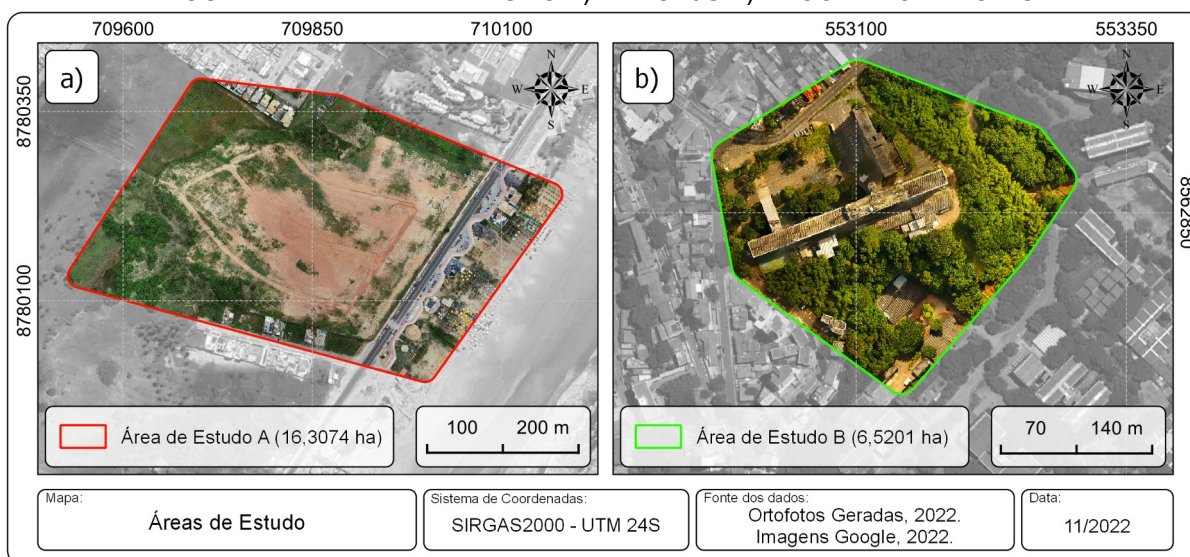 709600 709850 710100 553100 553350
a) b)
N N
W E W E
S S
8780350
8780100
8562850
Área de Estudo A (16,3074 ha)
100 200 m
Área de Estudo B (6,5201 ha)
70 140 m
Mapa:
Áreas de Estudo
Sistema de Coordenadas:
SIRGAS2000 - UTM 24S
Fonte dos dados:
Ortofotos Geradas, 2022.
Imagens Google, 2022.
Data:
11/2022